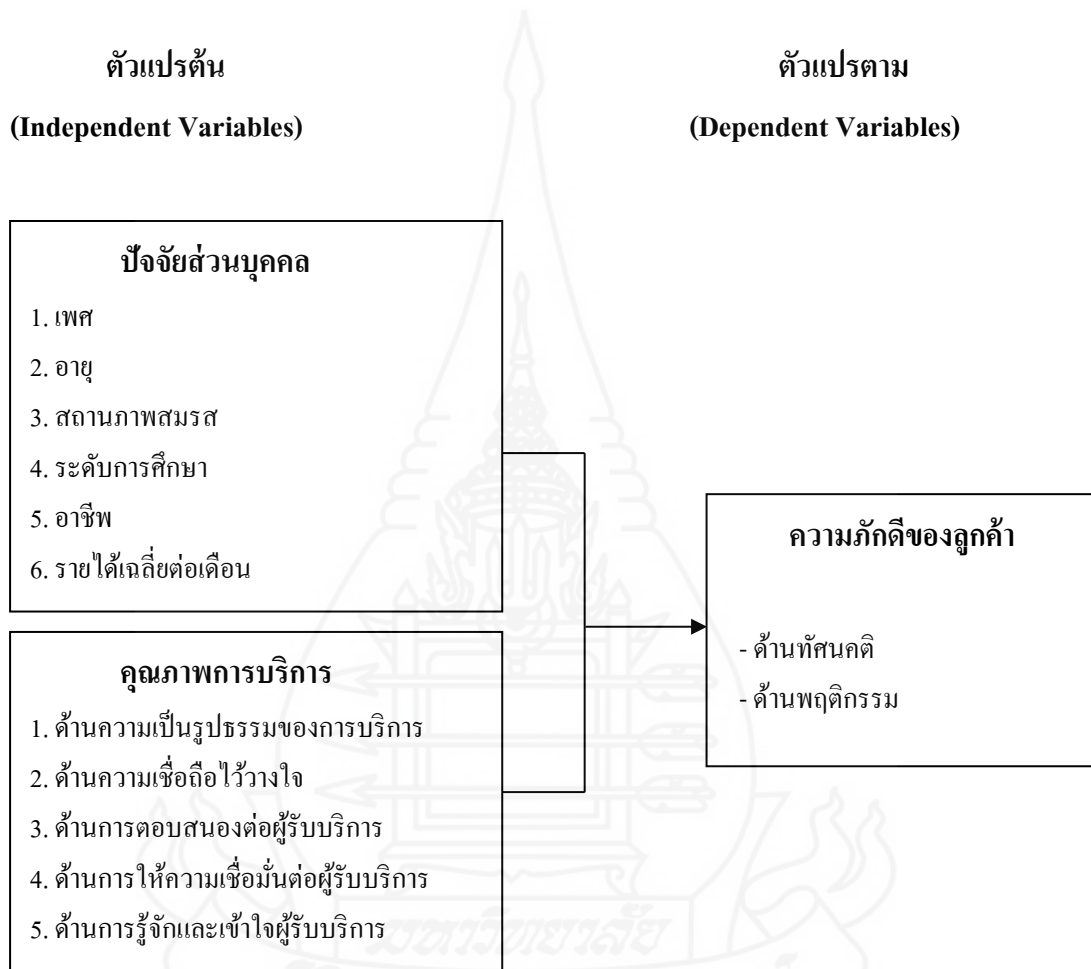 ตัวแปรต้น
(Independent Variables)
ตัวแปรตาม
(Dependent Variables)
ปัจจัยส่วนบุคคล
1. เพศ
2. อายุ
3. สถานภาพสมรส
4. ระดับการศึกษา
5. อาชีพ
6. รายได้เฉลี่ยต่อเดือน
คุณภาพการบริการ
1. ด้านความเป็นรูปธรรมของการบริการ
2. ด้านความเชื่อถือไว้วางใจ
3. ด้านการตอบสนองต่อผู้รับบริการ
4. ด้านการให้ความเชื่อมั่นต่อผู้รับบริการ
5. ด้านการรู้จักและเข้าใจผู้รับบริการ
ความภักดีของลูกค้า
- ด้านทัศนคติ
- ด้านพฤติกรรม
มหาวิทยาลัย